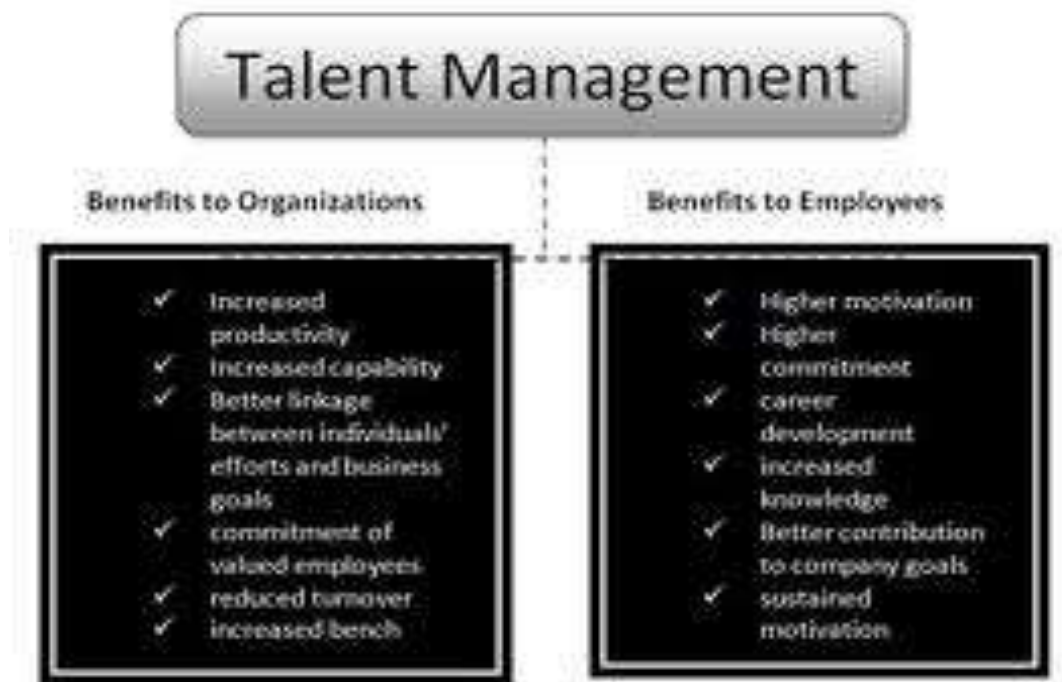 Talent Management
Benefits to Organizations
✓ Increased
productivity
✓ Increased capability
✓ Better linkage
between individuals'
efforts and business
goals
✓ commitment of
valued employees
✓ reduced turnover
✓ increased bench
Benefits to Employees
✓ Higher motivation
✓ Higher
commitment
✓ career
development
✓ increased
knowledge
✓ Better contribution
to company goals
✓ sustained
motivation